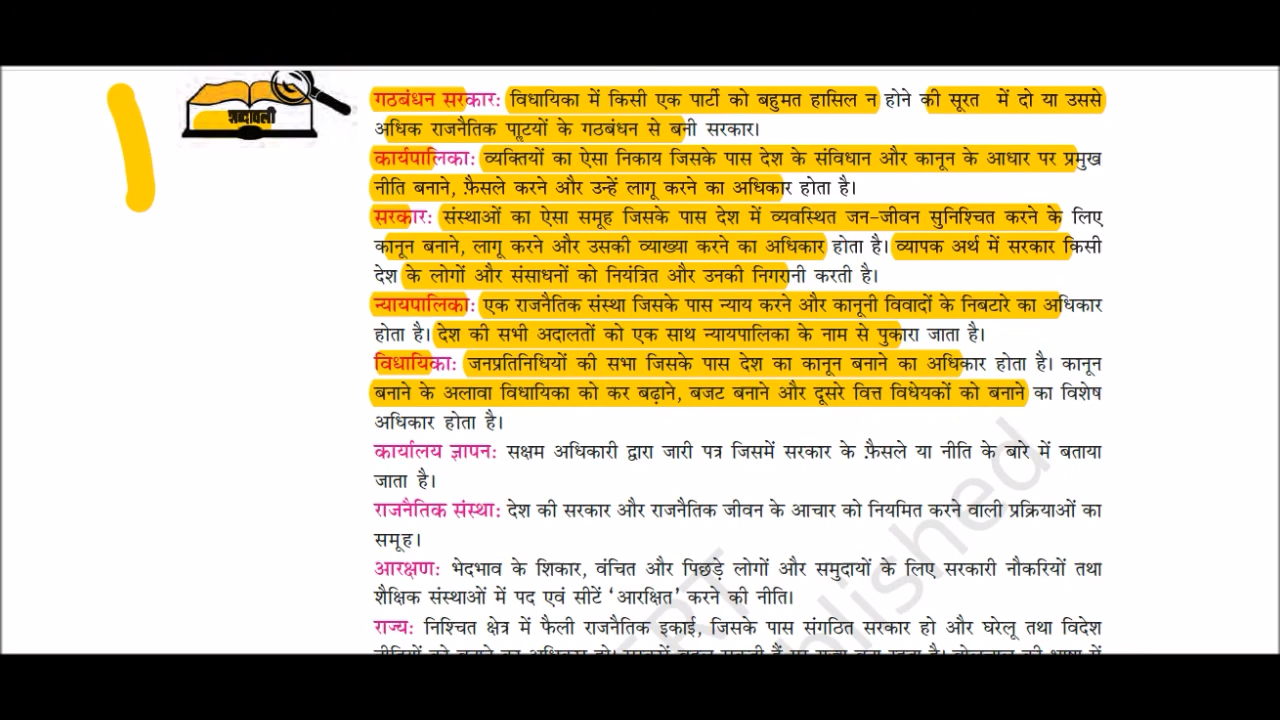 शब्दावली
गठबंधन सरकार: विधायिका में किसी एक पार्टी को बहुमत हासिल न होने की सूरत में दो या उससे
अधिक राजनैतिक पाृटयों के गठबंधन से बनी सरकार।
कार्यपालिका: व्यक्तियों का ऐसा निकाय जिसके पास देश के संविधान और कानून के आधार पर प्रमुख
नीति बनाने, फ़ैसले करने और उन्हें लागू करने का अधिकार होता है।
सरकार: संस्थाओं का ऐसा समूह जिसके पास देश में व्यवस्थित जन-जीवन सुनिश्चित करने के लिए
कानून बनाने, लागू करने और उसकी व्याख्या करने का अधिकार होता है। व्यापक अर्थ में सरकार किसी
देश के लोगों और संसाधनों को नियंत्रित और उनकी निगरानी करती है।
न्यायपालिका: एक राजनैतिक संस्था जिसके पास न्याय करने और कानूनी विवादों के निबटारे का अधिकार
होता है। देश की सभी अदालतों को एक साथ न्यायपालिका के नाम से पुकारा जाता है।
विधायिका: जनप्रतिनिधियों की सभा जिसके पास देश का कानून बनाने का अधिकार होता है। कानून
बनाने के अलावा विधायिका को कर बढ़ाने, बजट बनाने और दूसरे वित्त विधेयकों को बनाने का विशेष
अधिकार होता है।
कार्यालय ज्ञापन: सक्षम अधिकारी द्वारा जारी पत्र जिसमें सरकार के फ़ैसले या नीति के बारे में बताया
जाता है।
राजनैतिक संस्था: देश की सरकार और राजनैतिक जीवन के आचार को नियमित करने वाली प्रक्रियाओं का
समूह।
आरक्षण: भेदभाव के शिकार, वंचित और पिछड़े लोगों और समुदायों के लिए सरकारी नौकरियों तथा
शैक्षिक संस्थाओं में पद एवं सीटें ‘आरक्षित’ करने की नीति।
राज्य: निश्चित क्षेत्र में फैली राजनैतिक इकाई, जिसके पास संगठित सरकार हो और घरेलू तथा विदेश